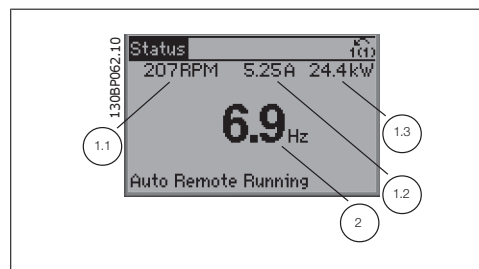 130BP062.10
Status 1(1)
207RPM 5.25A 24.4kW
6.9Hz
Auto Remote Running
1.1
1.3
1.2
2